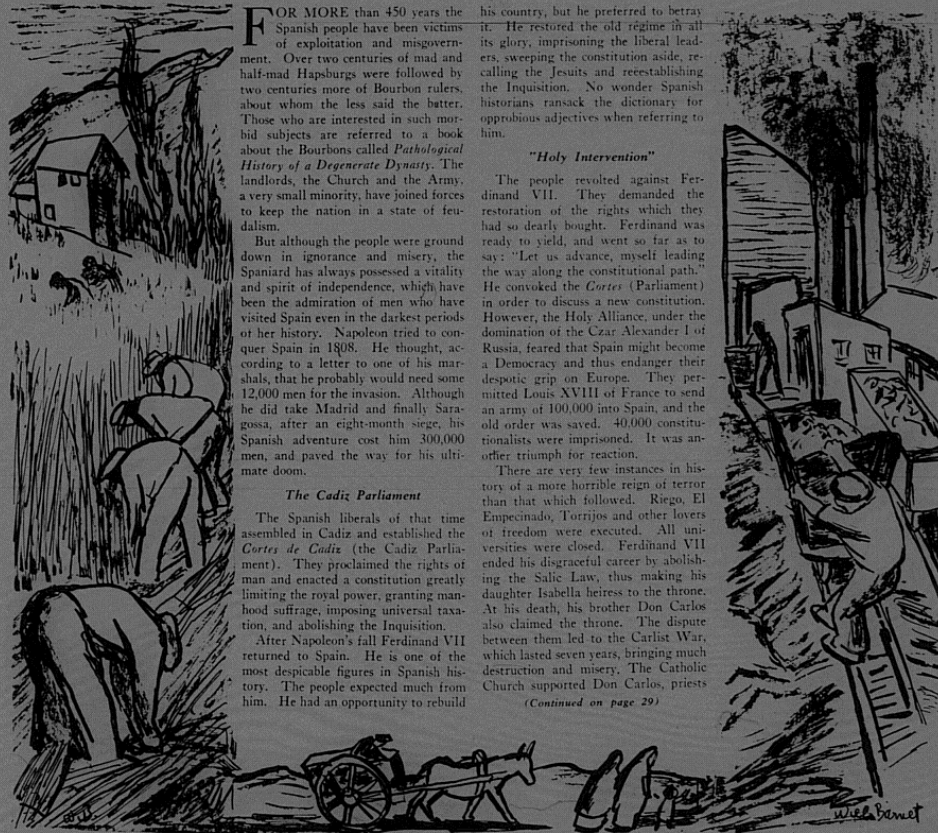 FOR MORE than 450 years the
Spanish people have been victims
of exploitation and misgovern-
ment. Over two centuries of mad and
half-mad Hapsburgs were followed by
two centuries more of Bourbon rulers,
about whom the less said the better.
Those who are interested in such mor-
bid subjects are referred to a book
about the Bourbons called Pathological
History of a Degenerate Dynasty. The
landlords, the Church and the Army,
a very small minority, have joined forces
to keep the nation in a state of feu-
dalism.
But although the people were ground
down in ignorance and misery, the
Spaniard has always possessed a vitality
and spirit of independence, which have
been the admiration of men who have
visited Spain even in the darkest periods
of her history. Napoleon tried to con-
quer Spain in 1808. He thought, ac-
cording to a letter to one of his mar-
shals, that he probably would need some
12,000 men for the invasion. Although
he did take Madrid and finally Sara-
gossa, after an eight-month siege, his
Spanish adventure cost him 300,000
men, and paved the way for his ulti-
mate doom.
The Cadiz Parliament
The Spanish liberals of that time
assembled in Cadiz and established the
Cortes de Cadiz (the Cadiz Parlia-
ment). They proclaimed the rights of
man and enacted a constitution greatly
limiting the royal power, granting man-
hood suffrage, imposing universal taxa-
tion, and abolishing the Inquisition.
After Napoleon's fall Ferdinand VII
returned to Spain. He is one of the
most despicable figures in Spanish his-
tory. The people expected much from
him. He had an opportunity to rebuild
his country, but he preferred to betray
it. He restored the old régime in all
its glory, imprisoning the liberal lead-
ers, sweeping the constitution aside, re-
calling the Jesuits and reëstablishing
the Inquisition. No wonder Spanish
historians ransack the dictionary for
opprobious adjectives when referring to
him.
"Holy Intervention"
The people revolted against Fer-
dinand VII. They demanded the
restoration of the rights which they
had so dearly bought. Ferdinand was
ready to yield, and went so far as to
say: "Let us advance, myself leading
the way along the constitutional path."
He convoked the Cortes (Parliament)
in order to discuss a new constitution.
However, the Holy Alliance, under the
domination of the Czar Alexander I of
Russia, feared that Spain might become
a Democracy and thus endanger their
despotic grip on Europe. They per-
mitted Louis XVIII of France to send
an army of 100,000 into Spain, and the
old order was saved. 40,000 constitu-
tionalists were imprisoned. It was an-
other triumph for reaction.
There are very few instances in his-
tory of a more horrible reign of terror
than that which followed. Riego, El
Empecinado, Torrijos and other lovers
of freedom were executed. All uni-
versities were closed. Ferdinand VII
ended his disgraceful career by abolish-
ing the Salic Law, thus making his
daughter Isabella heiress to the throne.
At his death, his brother Don Carlos
also claimed the throne. The dispute
between them led to the Carlist War,
which lasted seven years, bringing much
destruction and misery. The Catholic
Church supported Don Carlos, priests
(Continued on page 29)
Will Barnet